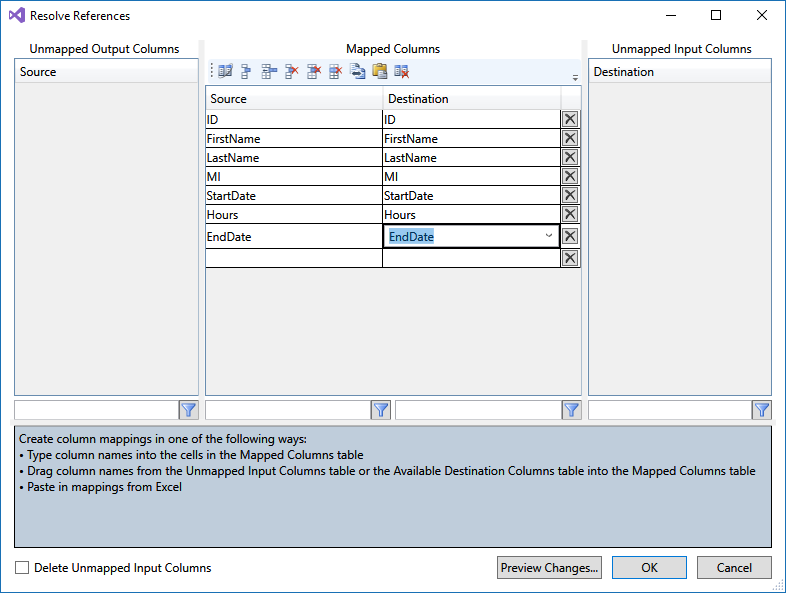 Resolve References
Unmapped Output Columns
Mapped Columns
Unmapped Input Columns
Source
Source Destination
Destination
ID ID
FirstName FirstName
LastName LastName
MI MI
StartDate StartDate
Hours Hours
EndDate EndDate
Create column mappings in one of the following ways:
• Type column names into the cells in the Mapped Columns table
• Drag column names from the Unmapped Input Columns table or the Available Destination Columns table into the Mapped Columns table
• Paste in mappings from Excel
Delete Unmapped Input Columns
Preview Changes...
OK
Cancel